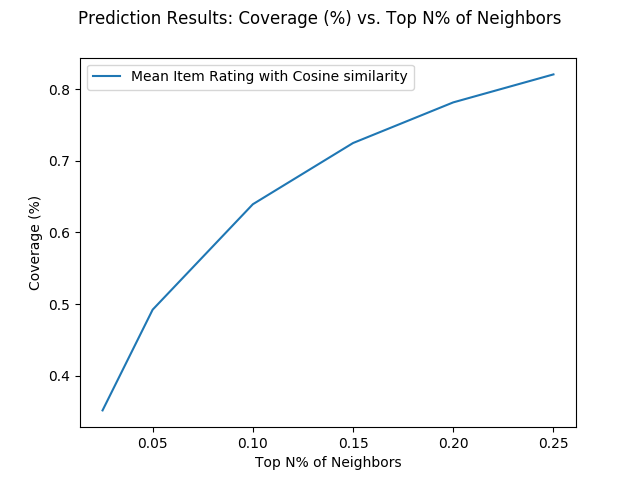 Prediction Results: Coverage (%) vs. Top N% of Neighbors
Mean Item Rating with Cosine similarity
0.8
0.7
0.6
0.5
0.4
Coverage (%)
0.05 0.10 0.15 0.20 0.25
Top N% of Neighbors